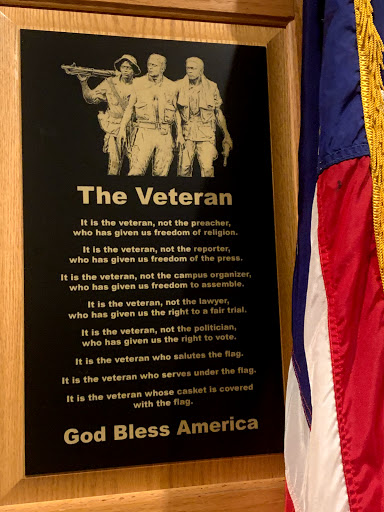 The Veteran
It is the veteran, not the preacher,
who has given us freedom of religion.
It is the veteran, not the reporter,
who has given us freedom of the press.
It is the veteran, not the campus organizer,
who has given us freedom to assemble.
It is the veteran, not the lawyer,
who has given us the right to a fair trial.
It is the veteran, not the politician,
who has given us the right to vote.
It is the veteran who salutes the flag.
It is the veteran who serves under the flag.
It is the veteran whose casket is covered
with the flag.
God Bless America